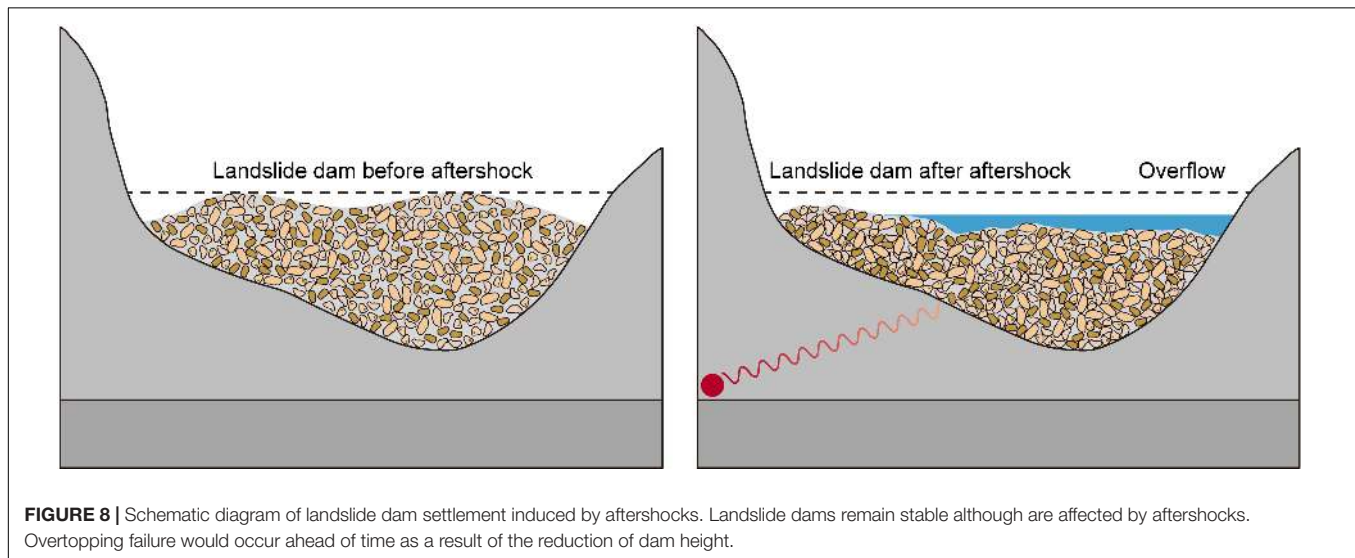 Landslide dam before aftershock
Landslide dam after aftershock Overflow
FIGURE 8 | Schematic diagram of landslide dam settlement induced by aftershocks. Landslide dams remain stable although are affected by aftershocks.
Overtopping failure would occur ahead of time as a result of the reduction of dam height.